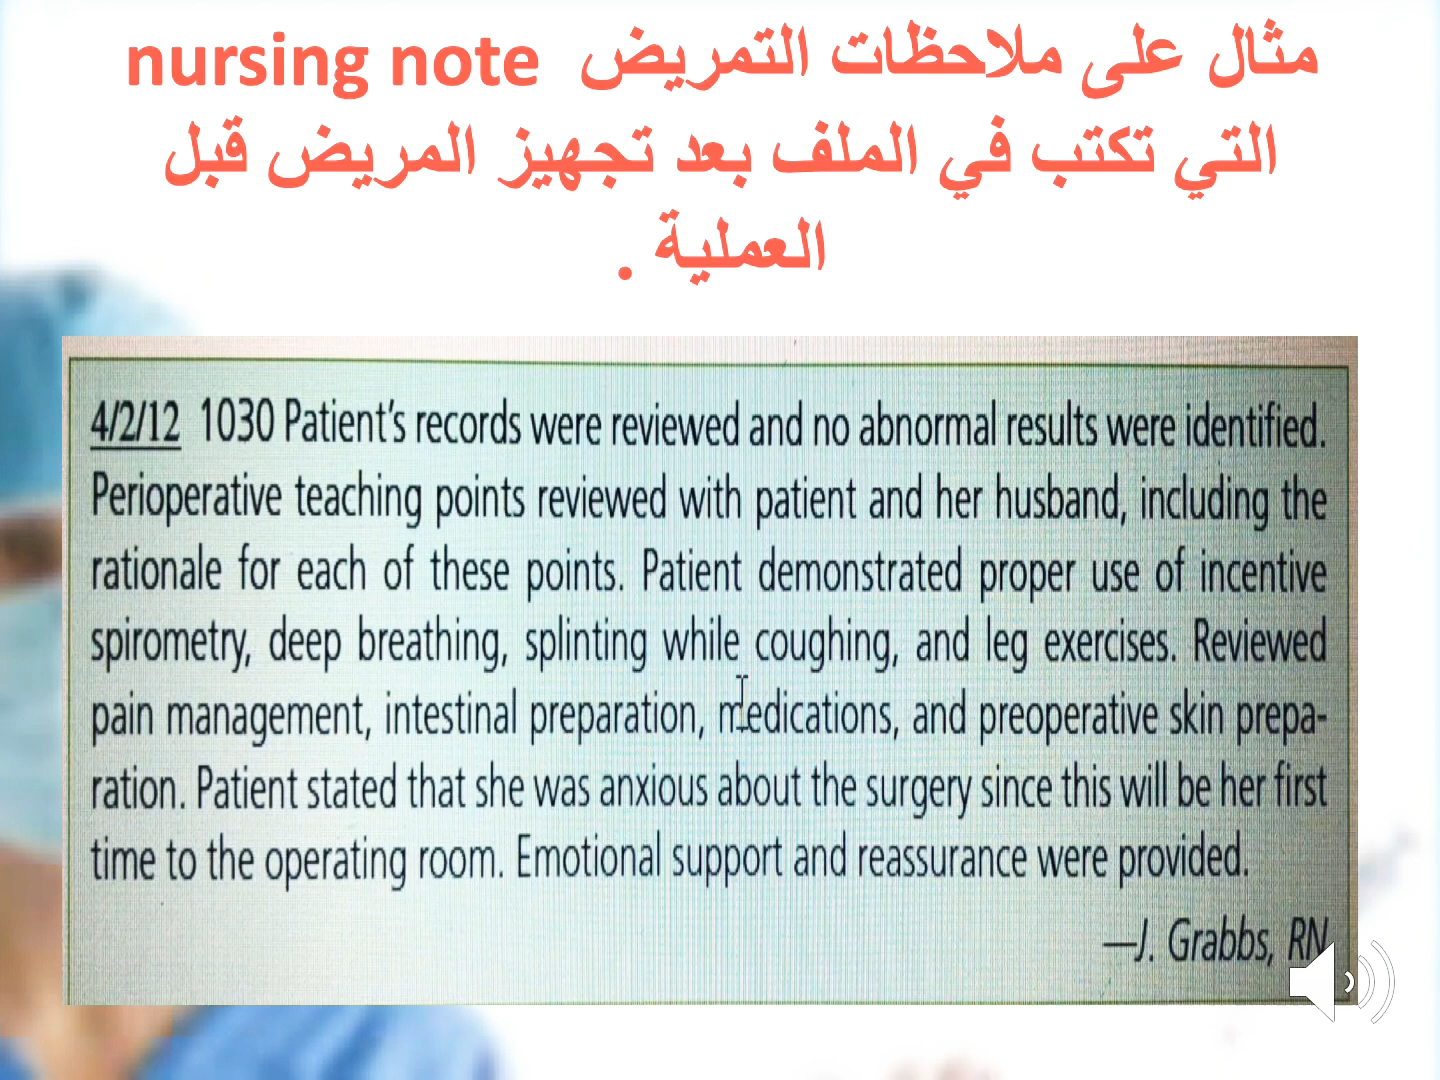 مثال على ملاحظات التمريض nursing note
التي تكتب في الملف بعد تجهيز المريض قبل
العملية .
4/2/12 1030 Patient's records were reviewed and no abnormal results were identified.
Perioperative teaching points reviewed with patient and her husband, including the
rationale for each of these points. Patient demonstrated proper use of incentive
spirometry, deep breathing, splinting while coughing, and leg exercises. Reviewed
pain management, intestinal preparation, medications, and preoperative skin prepa-
ration. Patient stated that she was anxious about the surgery since this will be her first
time to the operating room. Emotional support and reassurance were provided.
—J. Grabbs, RN